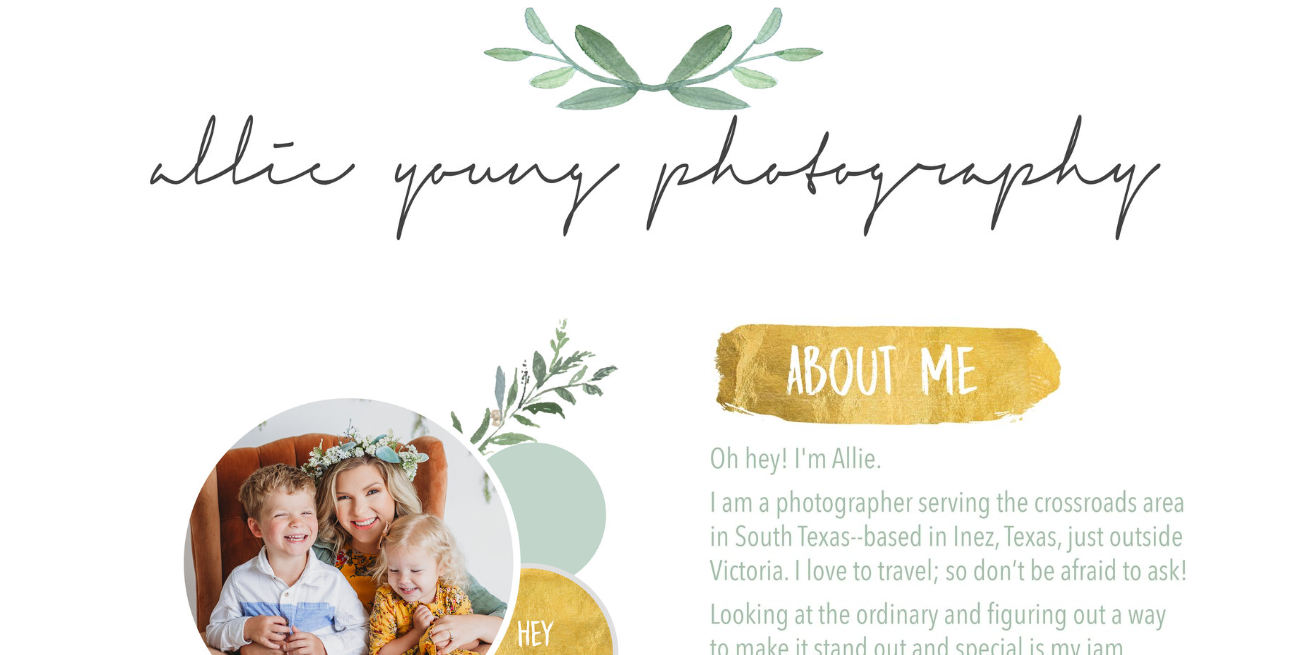 allie young photography
ABOUT ME
Oh hey! I'm Allie.
I am a photographer serving the crossroads area
in South Texas--based in Inez, Texas, just outside
Victoria. I love to travel; so don’t be afraid to ask!
Looking at the ordinary and figuring out a way
to make it stand out and special is my jam
HEY